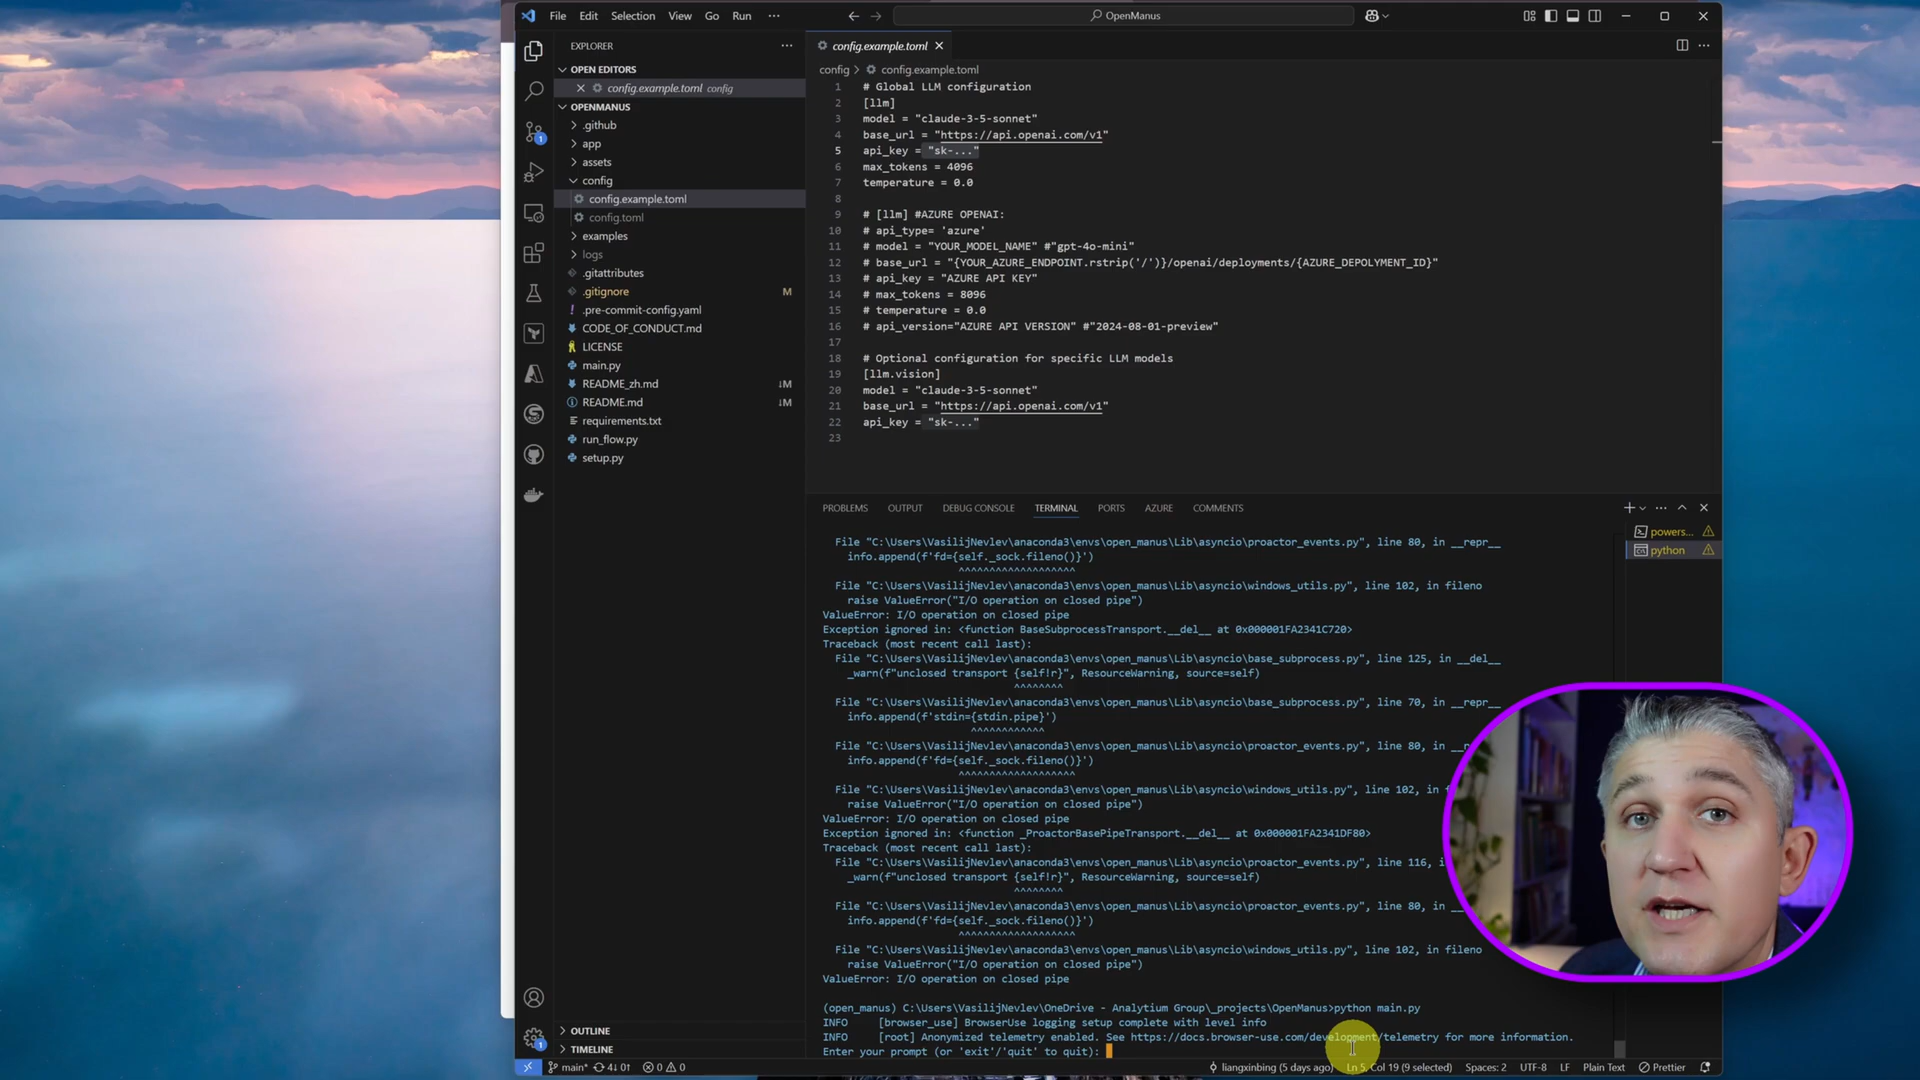 File Edit Selection View Go Run ... OpenManus
EXPLORER ...
OPEN EDITORS
config.example.toml config
OPENMANUS
.github
app
assets
config
config.example.toml
config.toml
examples
logs
.gitattributes
.gitignore M
.pre-commit-config.yaml
CODE_OF_CONDUCT.md
LICENSE
main.py
README_zh.md ↓M
README.md ↓M
requirements.txt
run_flow.py
setup.py
OUTLINE
TIMELINE
config.example.toml
config > config.example.toml
1 # Global LLM configuration
2 [llm]
3 model = "claude-3-5-sonnet"
4 base_url = "https://api.openai.com/v1"
5 api_key = "sk-..."
6 max_tokens = 4096
7 temperature = 0.0
8
9 # [llm] #AZURE OPENAI:
10 # api_type= 'azure'
11 # model = "YOUR_MODEL_NAME" #"gpt-4o-mini"
12 # base_url = "{YOUR_AZURE_ENDPOINT.rstrip('/')}/openai/deployments/{AZURE_DEPOLYMENT_ID}"
13 # api_key = "AZURE API KEY"
14 # max_tokens = 8096
15 # temperature = 0.0
16 # api_version="AZURE API VERSION" #"2024-08-01-preview"
17
18 # Optional configuration for specific LLM models
19 [llm.vision]
20 model = "claude-3-5-sonnet"
21 base_url = "https://api.openai.com/v1"
22 api_key = "sk-..."
23
PROBLEMS OUTPUT DEBUG CONSOLE TERMINAL PORTS AZURE COMMENTS
powers...
python
File "C:\Users\VasilijNevlev\anaconda3\envs\open_manus\Lib\asyncio\proactor_events.py", line 80, in __repr__
info.append(f'fd={self._sock.fileno()}')
^^^^^^^^^^^^^^^^^^^
File "C:\Users\VasilijNevlev\anaconda3\envs\open_manus\Lib\asyncio\windows_utils.py", line 102, in fileno
raise ValueError("I/O operation on closed pipe")
ValueError: I/O operation on closed pipe
Exception ignored in: <function BaseSubprocessTransport.__del__ at 0x000001FA2341C720>
Traceback (most recent call last):
File "C:\Users\VasilijNevlev\anaconda3\envs\open_manus\Lib\asyncio\base_subprocess.py", line 125, in __del__
_warn(f"unclosed transport {self!r}", ResourceWarning, source=self)
^^^^^^^^
File "C:\Users\VasilijNevlev\anaconda3\envs\open_manus\Lib\asyncio\base_subprocess.py", line 70, in __repr__
info.append(f'stdin={stdin.pipe}')
^^^^^^^^^^^^
File "C:\Users\VasilijNevlev\anaconda3\envs\open_manus\Lib\asyncio\proactor_events.py", line 80, in __r
info.append(f'fd={self._sock.fileno()}')
^^^^^^^^^^^^^^^^^^^
File "C:\Users\VasilijNevlev\anaconda3\envs\open_manus\Lib\asyncio\windows_utils.py", line 102, in f
raise ValueError("I/O operation on closed pipe")
ValueError: I/O operation on closed pipe
Exception ignored in: <function _ProactorBasePipeTransport.__del__ at 0x000001FA2341DF80>
Traceback (most recent call last):
File "C:\Users\VasilijNevlev\anaconda3\envs\open_manus\Lib\asyncio\proactor_events.py", line 116, i
_warn(f"unclosed transport {self!r}", ResourceWarning, source=self)
^^^^^^^^
File "C:\Users\VasilijNevlev\anaconda3\envs\open_manus\Lib\asyncio\proactor_events.py", line 80, in __
info.append(f'fd={self._sock.fileno()}')
^^^^^^^^^^^^^^^^^^^
File "C:\Users\VasilijNevlev\anaconda3\envs\open_manus\Lib\asyncio\windows_utils.py", line 102, in fileno
raise ValueError("I/O operation on closed pipe")
ValueError: I/O operation on closed pipe
(open_manus) C:\Users\VasilijNevlev\OneDrive - Analytium Group\_projects\OpenManus>python main.py
INFO [browser_use] BrowserUse logging setup complete with level info
INFO [root] Anonymized telemetry enabled. See https://docs.browser-use.com/development/telemetry for more information.
Enter your prompt (or 'exit'/'quit' to quit):
main* 4↓ 0↑ 0 0 liangxinbing (5 days ago) Ln 5, Col 19 (9 selected) Spaces: 2 UTF-8 LF Plain Text Prettier